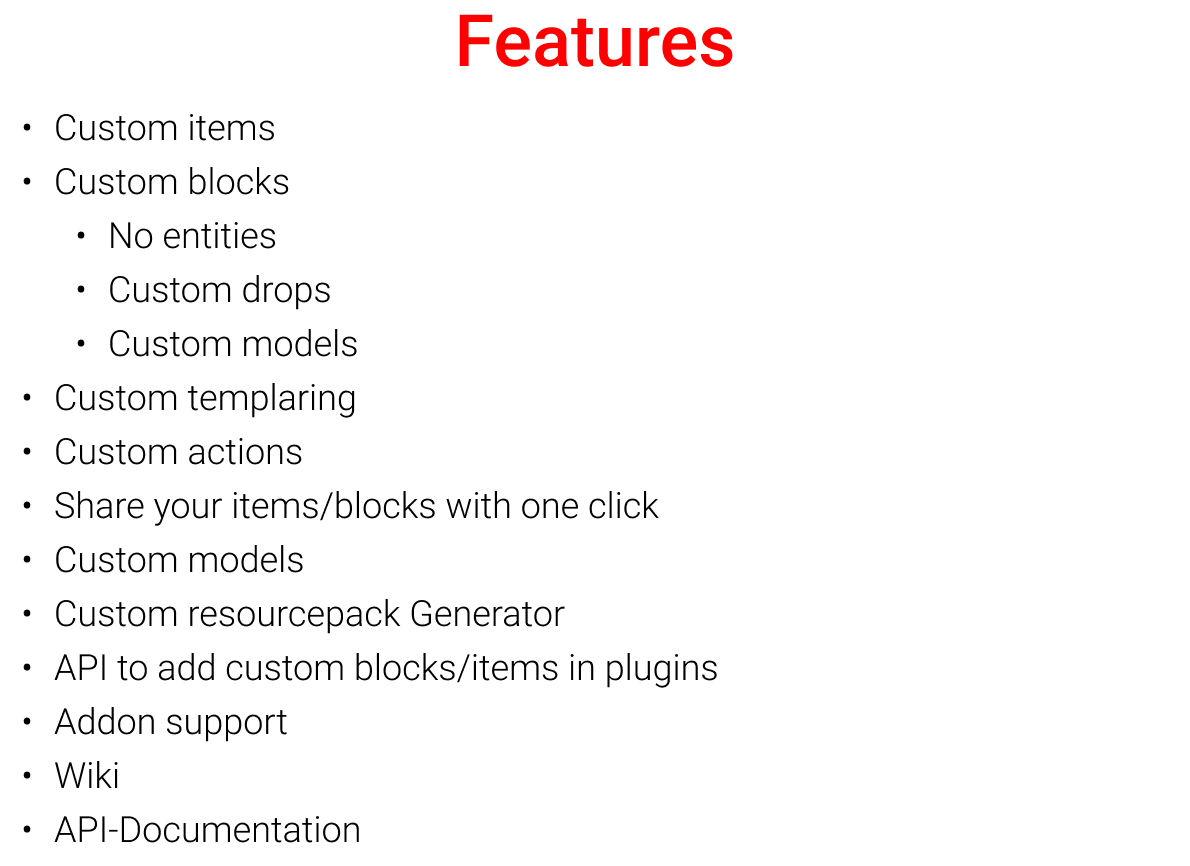 Features
• Custom items
• Custom blocks
• No entities
• Custom drops
• Custom models
• Custom templaring
• Custom actions
• Share your items/blocks with one click
• Custom models
• Custom resourcepack Generator
• API to add custom blocks/items in plugins
• Addon support
• Wiki
• API-Documentation